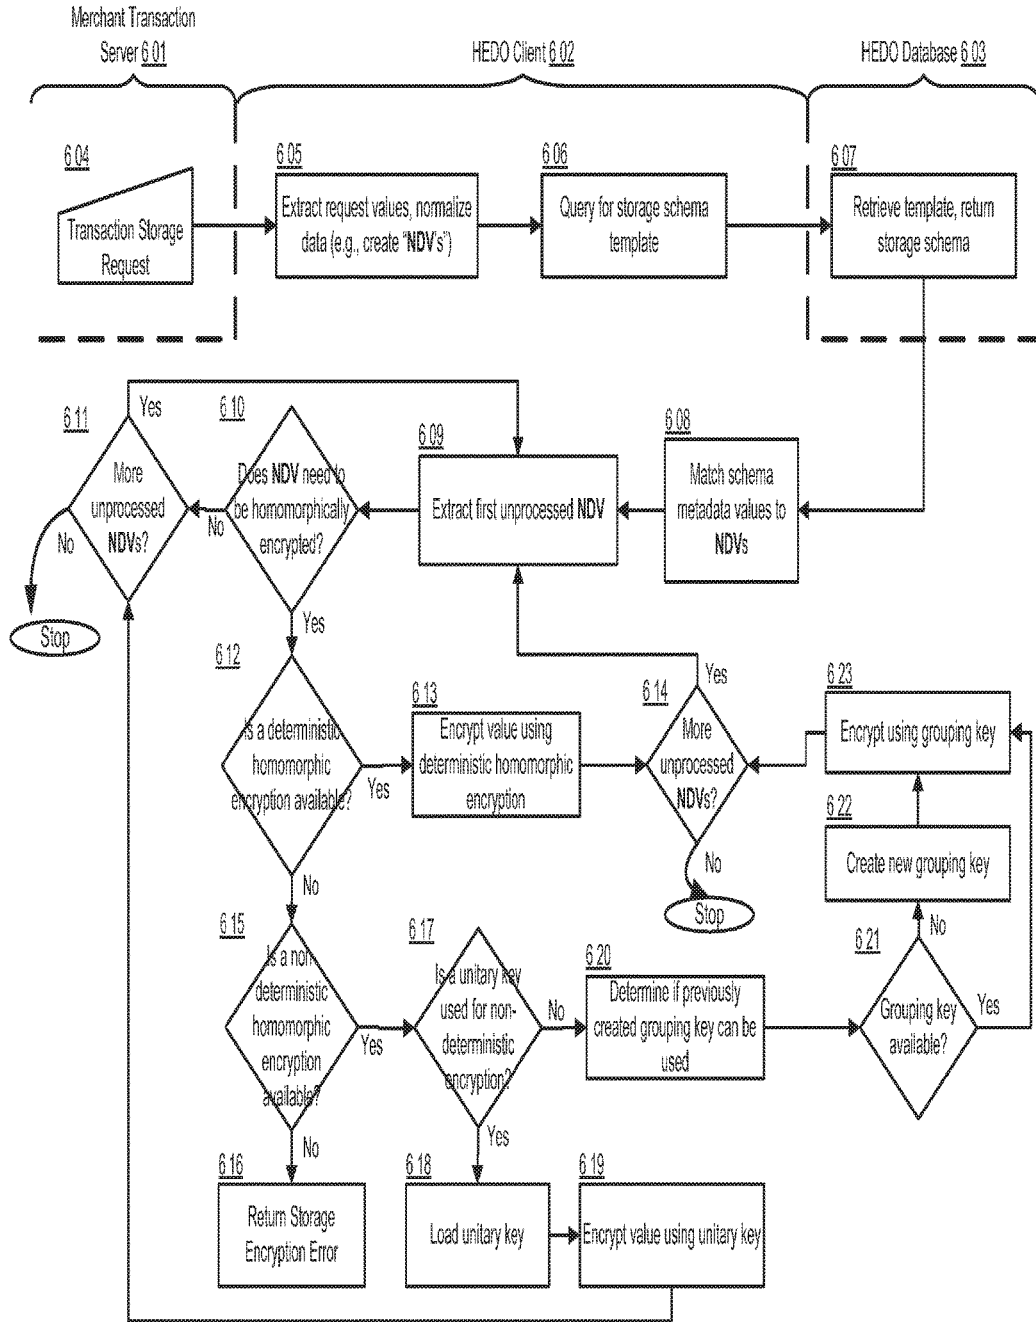 Merchant Transaction
Server 6 01
HEDO Client 6 02
HEDO Database 6 03
6 04
Transaction Storage
Request
6 05
Extract request values, normalize
data (e.g., create "NDV's")
6 06
Query for storage schema
template
6 07
Retrieve template, return
storage schema
6 11
Yes
More
unprocessed
NDVs?
No
Stop
6 10
Does NDV need to
be homomorphically
encrypted?
No
Yes
6 09
Extract first unprocessed NDV
6 08
Match schema
metadata values to
NDVs
6 12
Is a deterministic
homomorphic
encryption available?
Yes
No
6 13
Encrypt value using
deterministic homomorphic
encryption
6 14
Yes
More
unprocessed
NDVs?
No
Stop
6 23
Encrypt using grouping key
6 22
Create new grouping key
6 15
Is a non-
deterministic
homomorphic
encryption
available?
Yes
No
6 17
Is a unitary key
used for non-
deterministic
encryption?
No
Yes
6 20
Determine if previously
created grouping key can be
used
6 21
No
Grouping key
available?
Yes
6 16
Return Storage
Encryption Error
6 18
Load unitary key
6 19
Encrypt value using unitary key